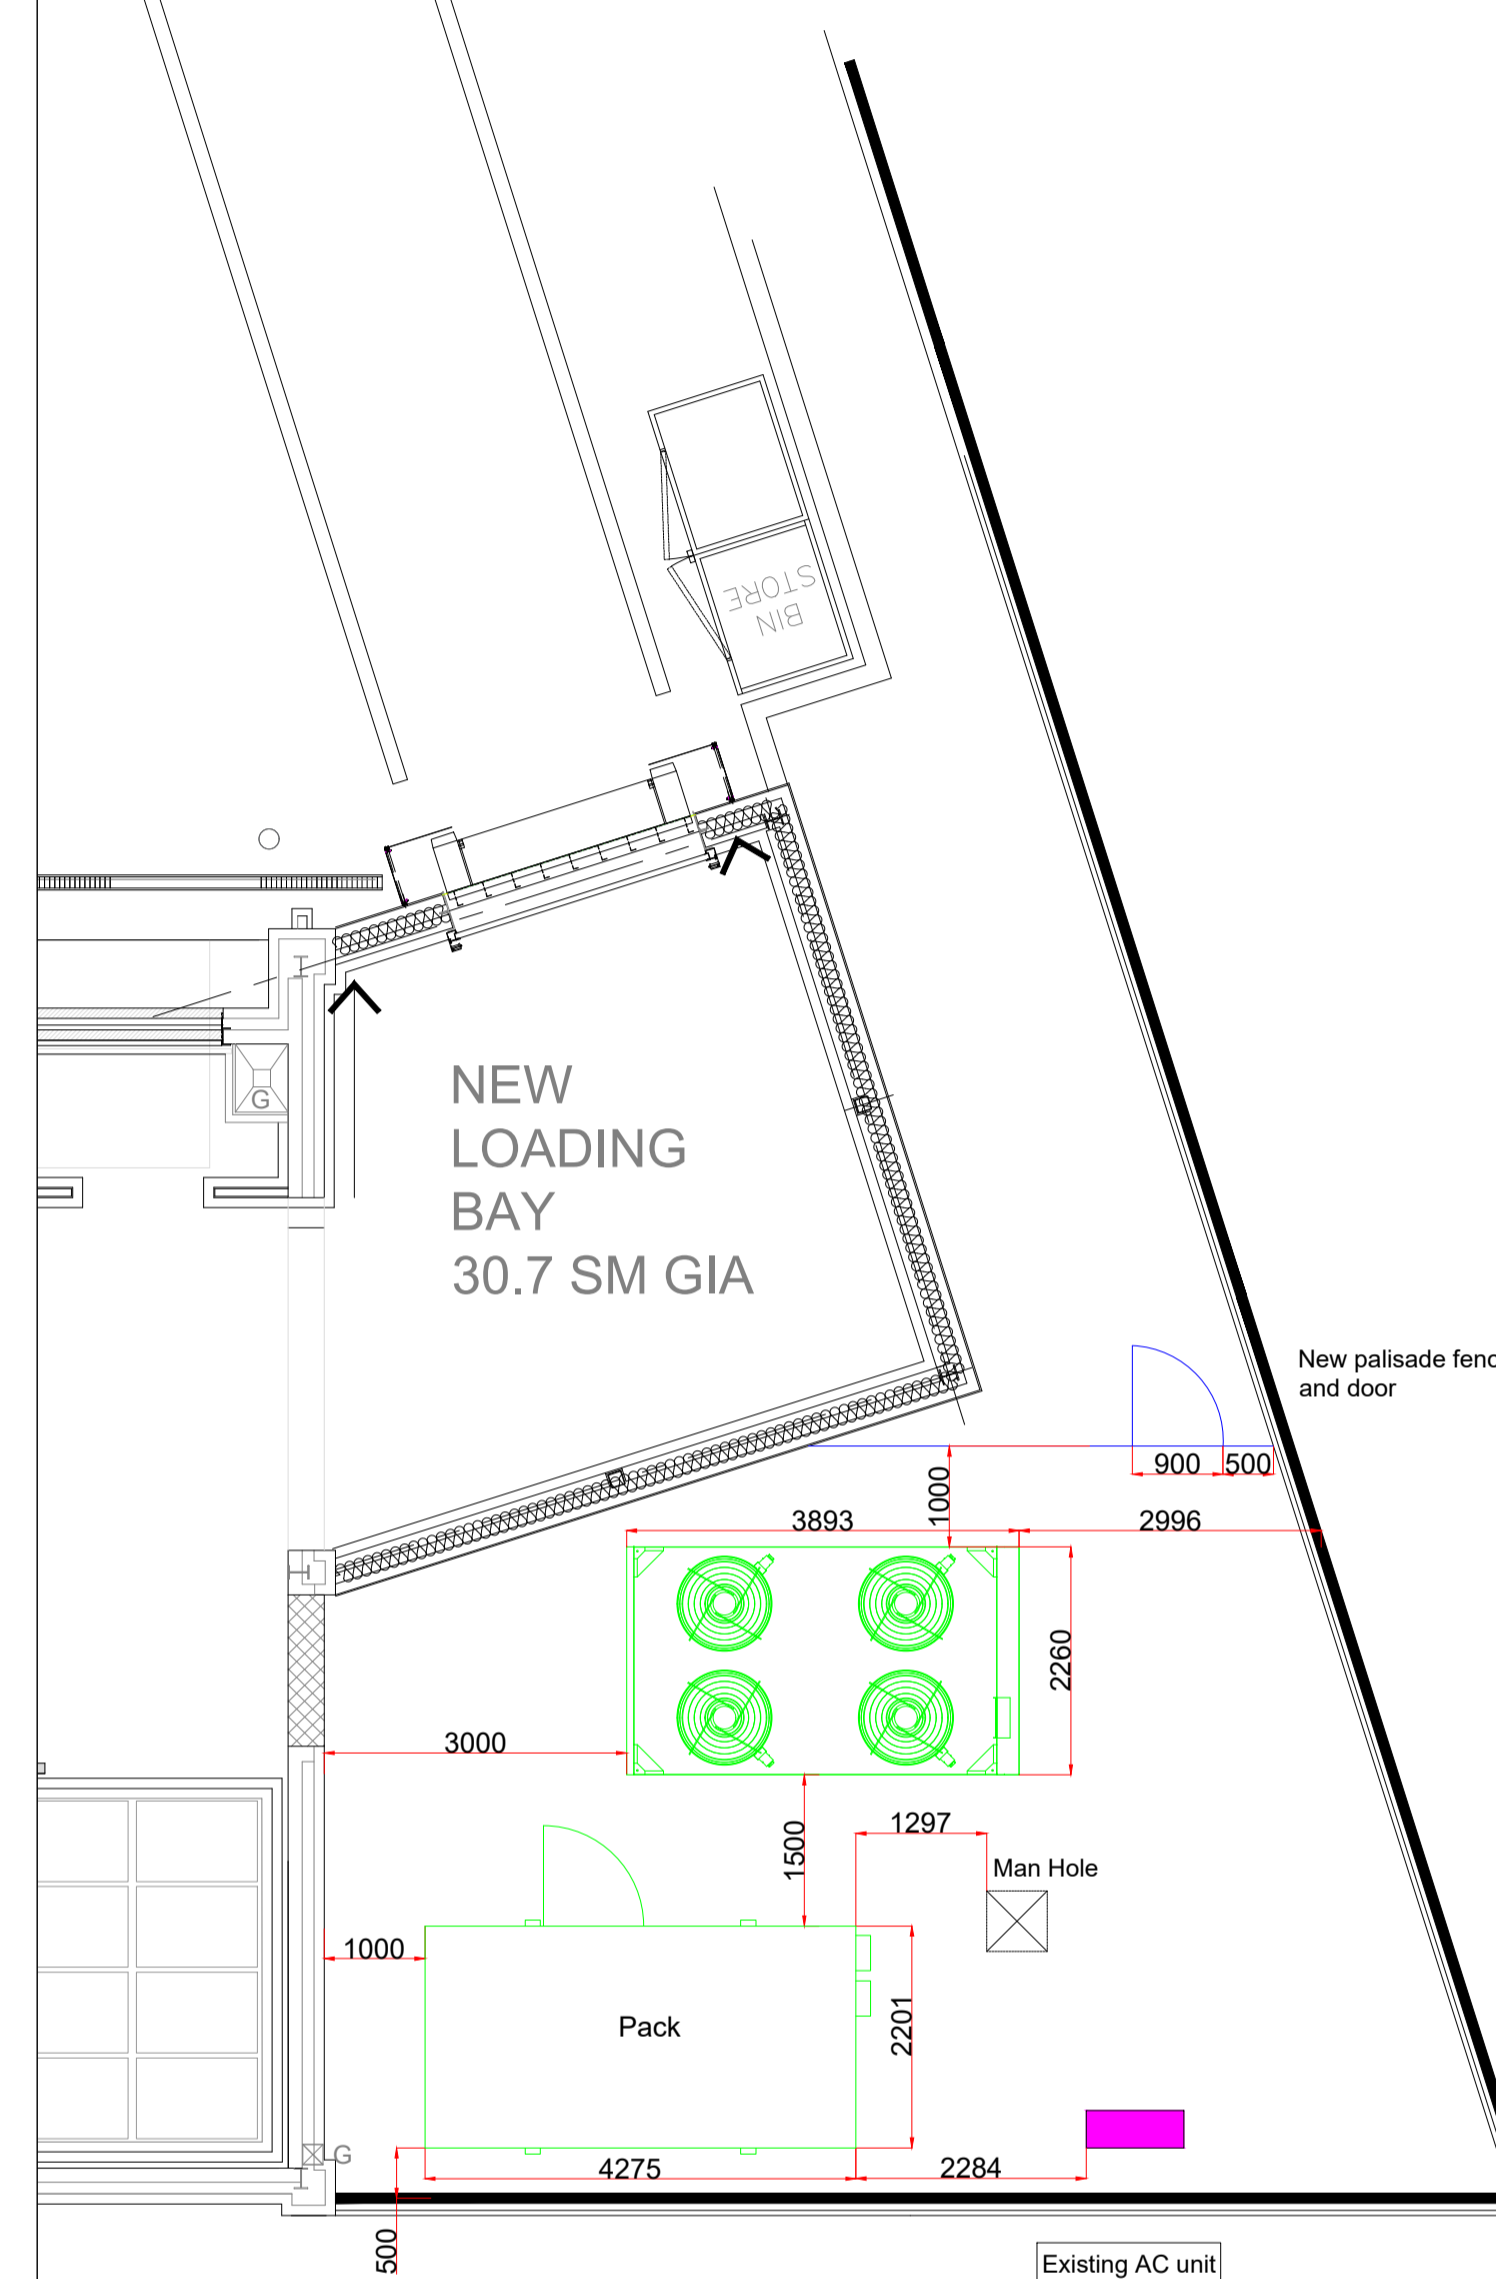 BIN
STORE
G
NEW
LOADING
BAY
30.7 SM GIA
New palisade fenc
and door
900
500
1000
3893
2996
2260
3000
1500
1297
Man Hole
1000
Pack
2201
G
4275
2284
500
Existing AC unit